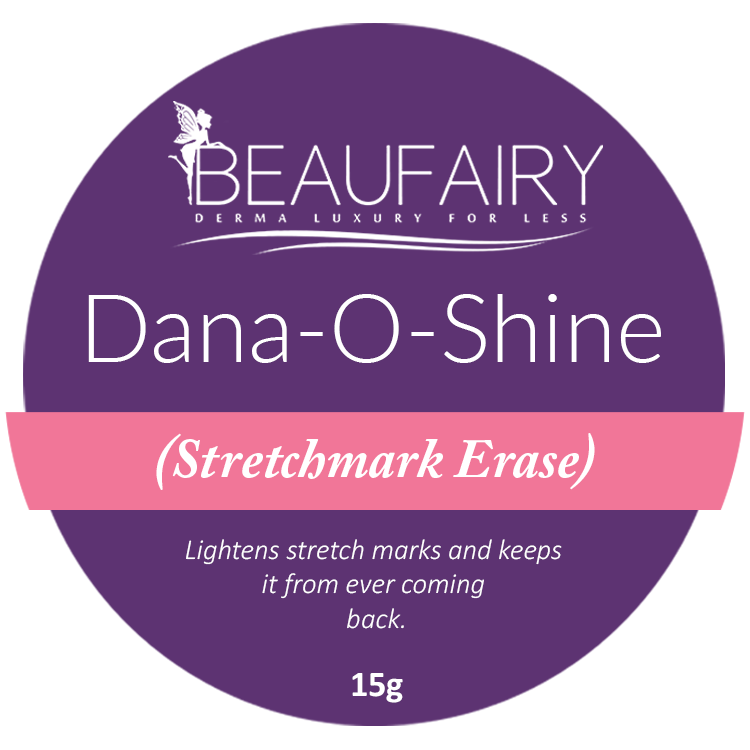 BEAUFAIRY
DERMA LUXURY FOR LESS
Dana-O-Shine
(Stretchmark Erase)
Lightens stretch marks and keeps
it from ever coming
back.
15g